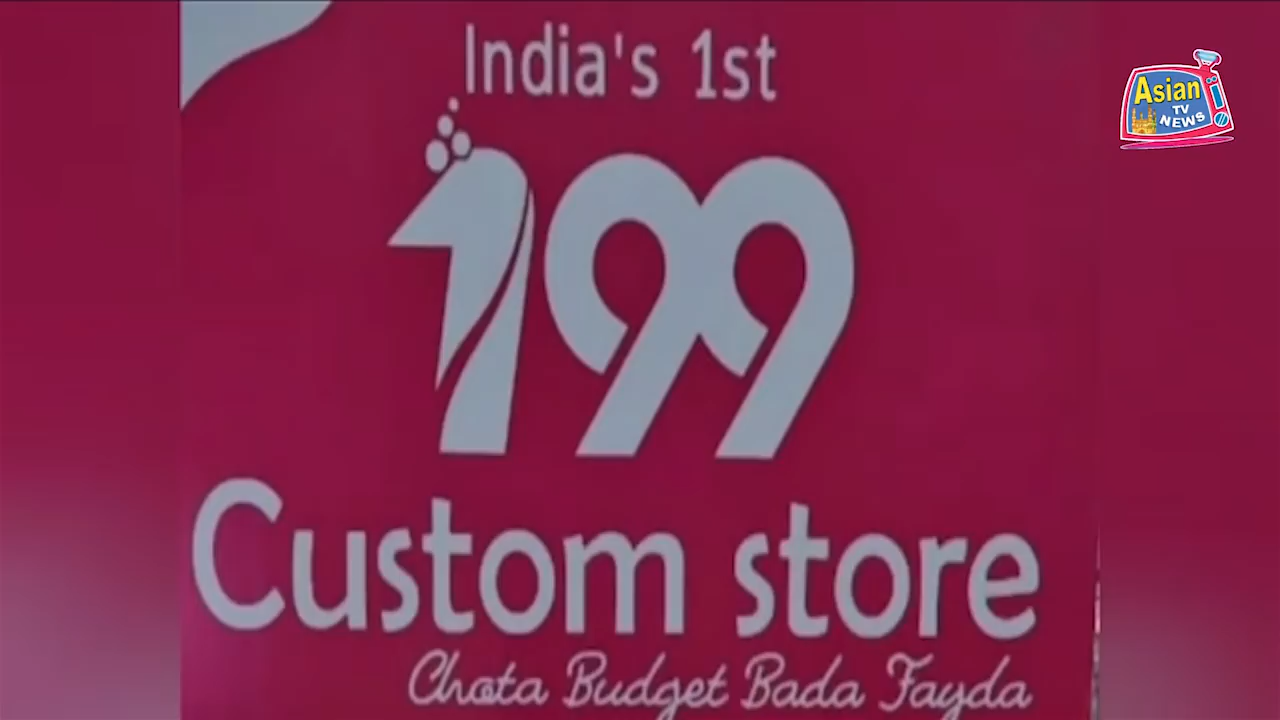 India's 1st
199
Custom store
Chota Budget Bada Fayda
Asian
TV
NEWS